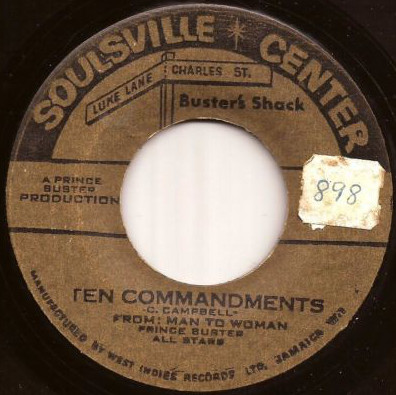 SOULSVILLE * CENTER
LUKE LANE
CHARLES ST.
Buster's Shack
A PRINCE
BUSTER
PRODUCTION
898
TEN COMMANDMENTS
-C. CAMPBELL-
FROM: MAN TO WOMAN
PRINCE BUSTER
ALL STARS
MANUFACTURED BY WEST INDIES RECORDS LTD. JAMAICA